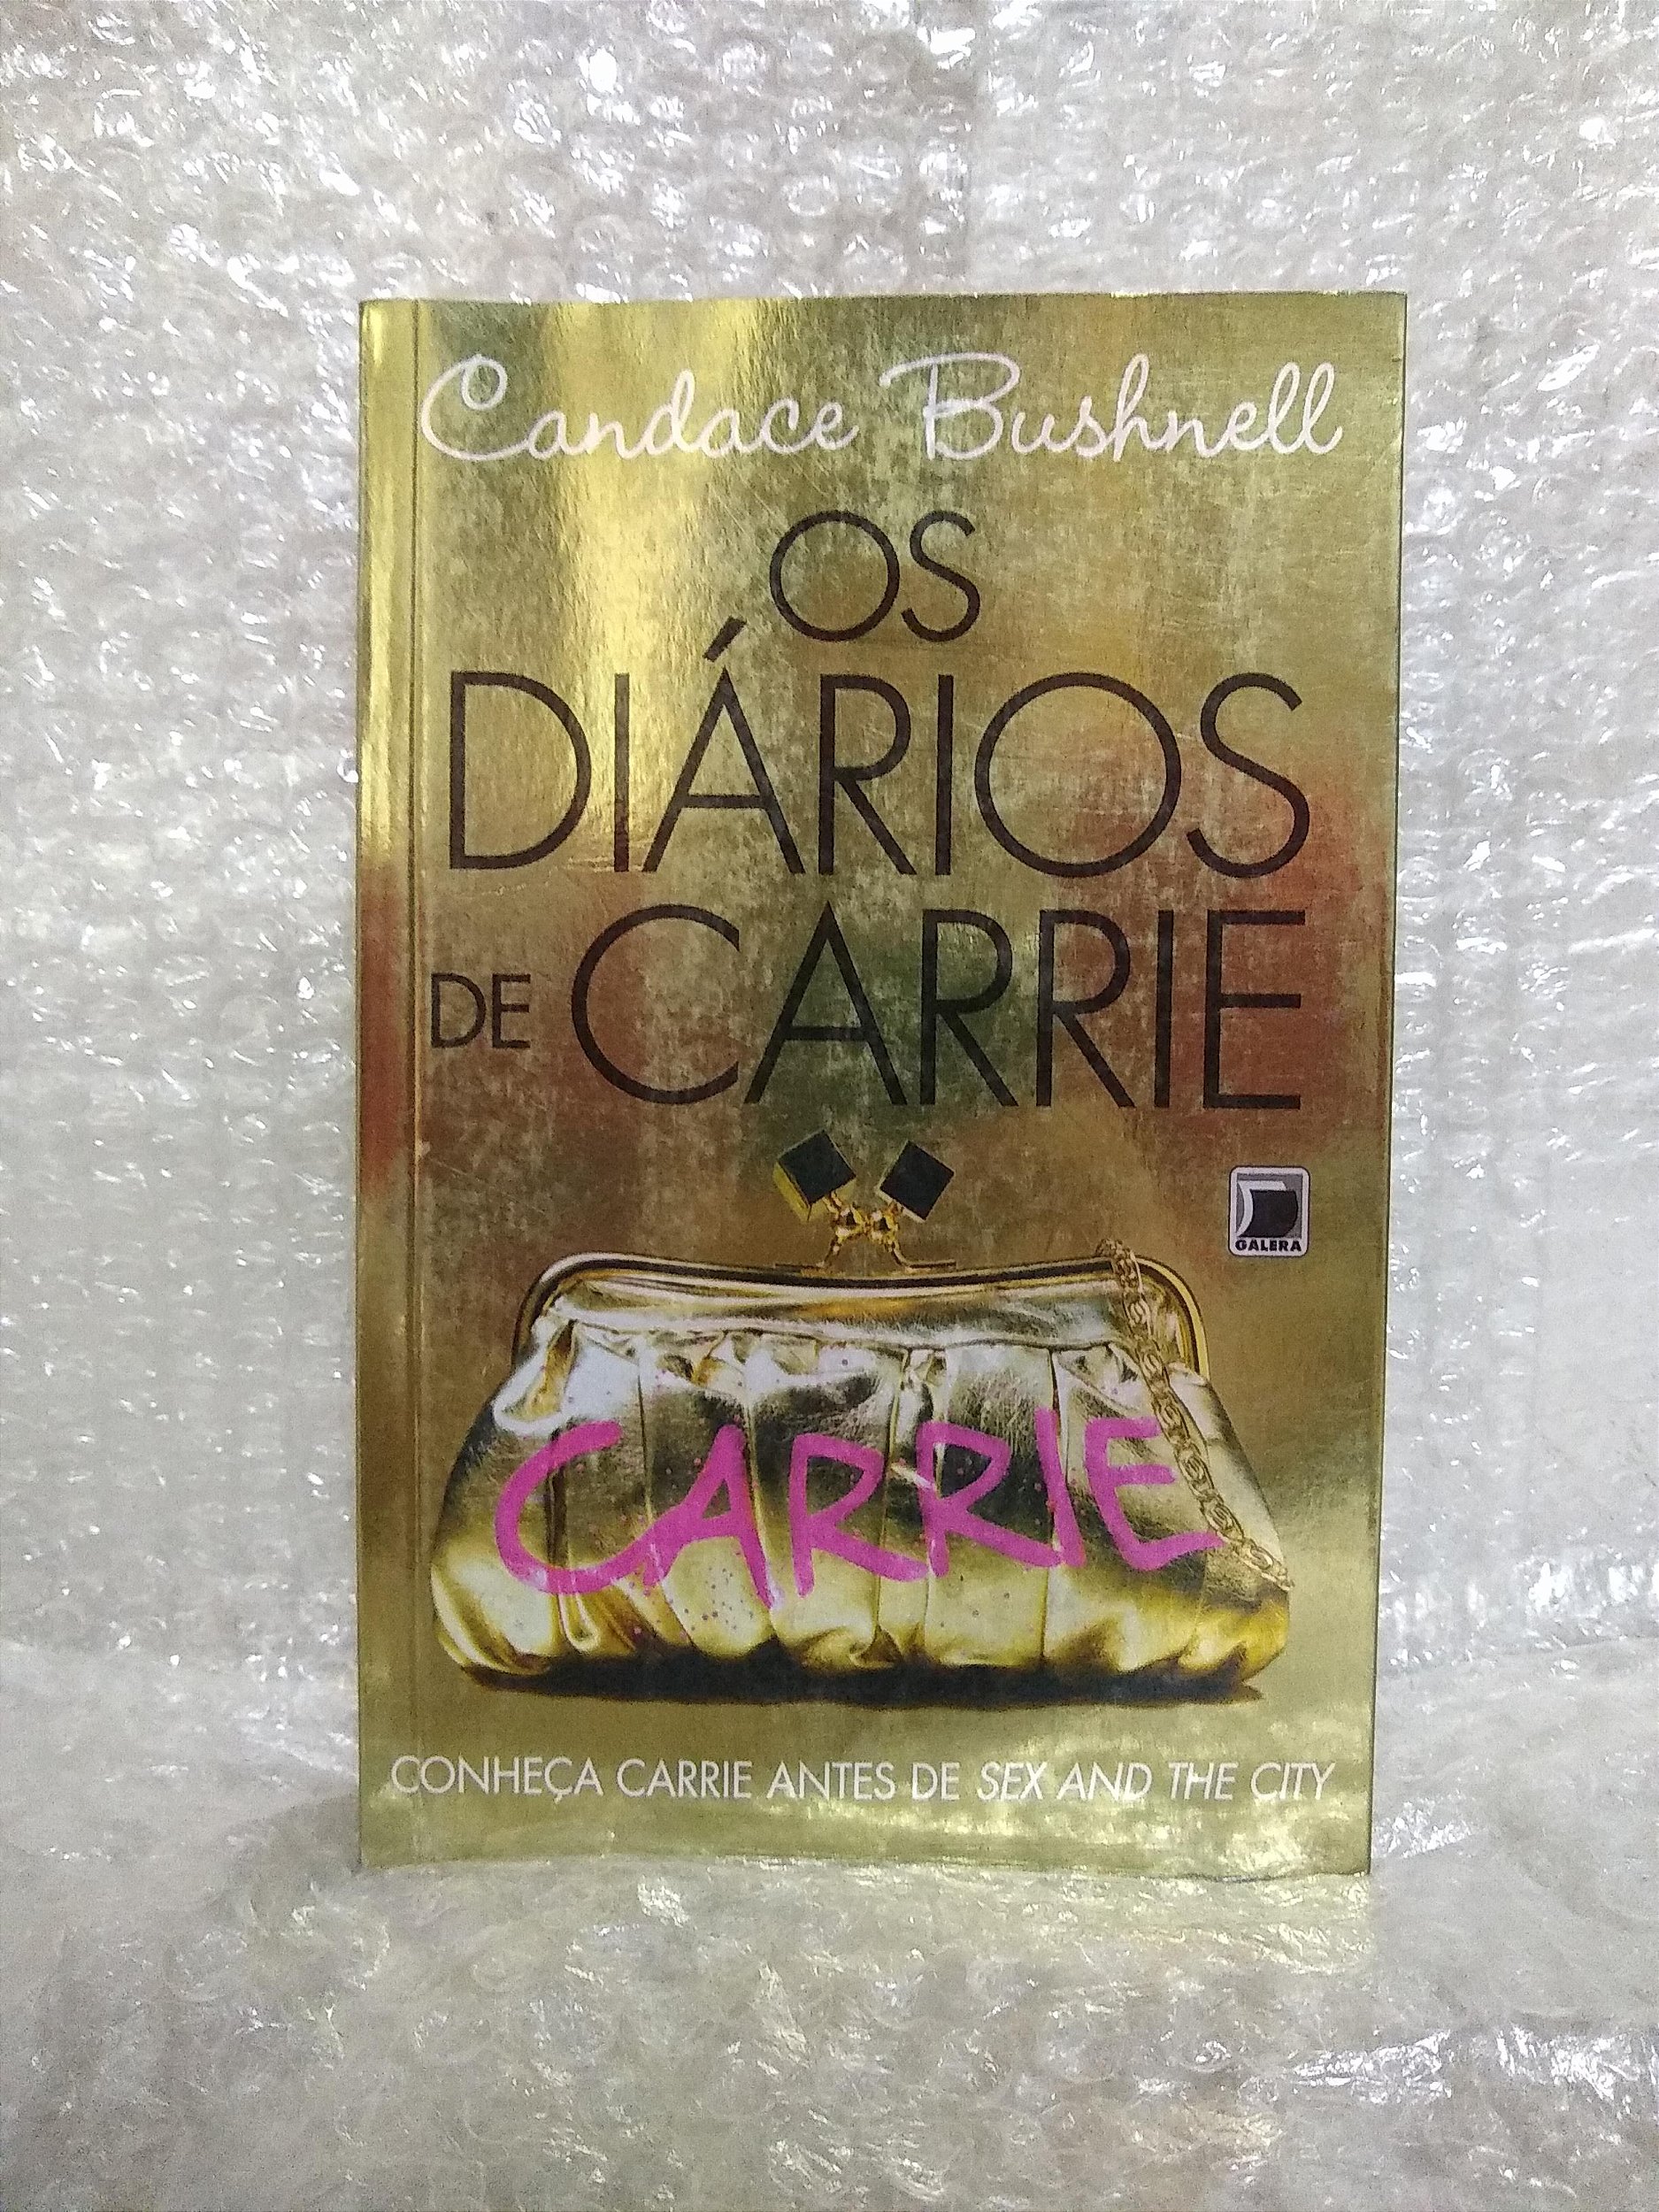 Candace Bushnell
OS
DIÁRIOS
DE CARRIE
GALERA
CARRIE
CONHEÇA CARRIE ANTES DE SEX AND THE CITY